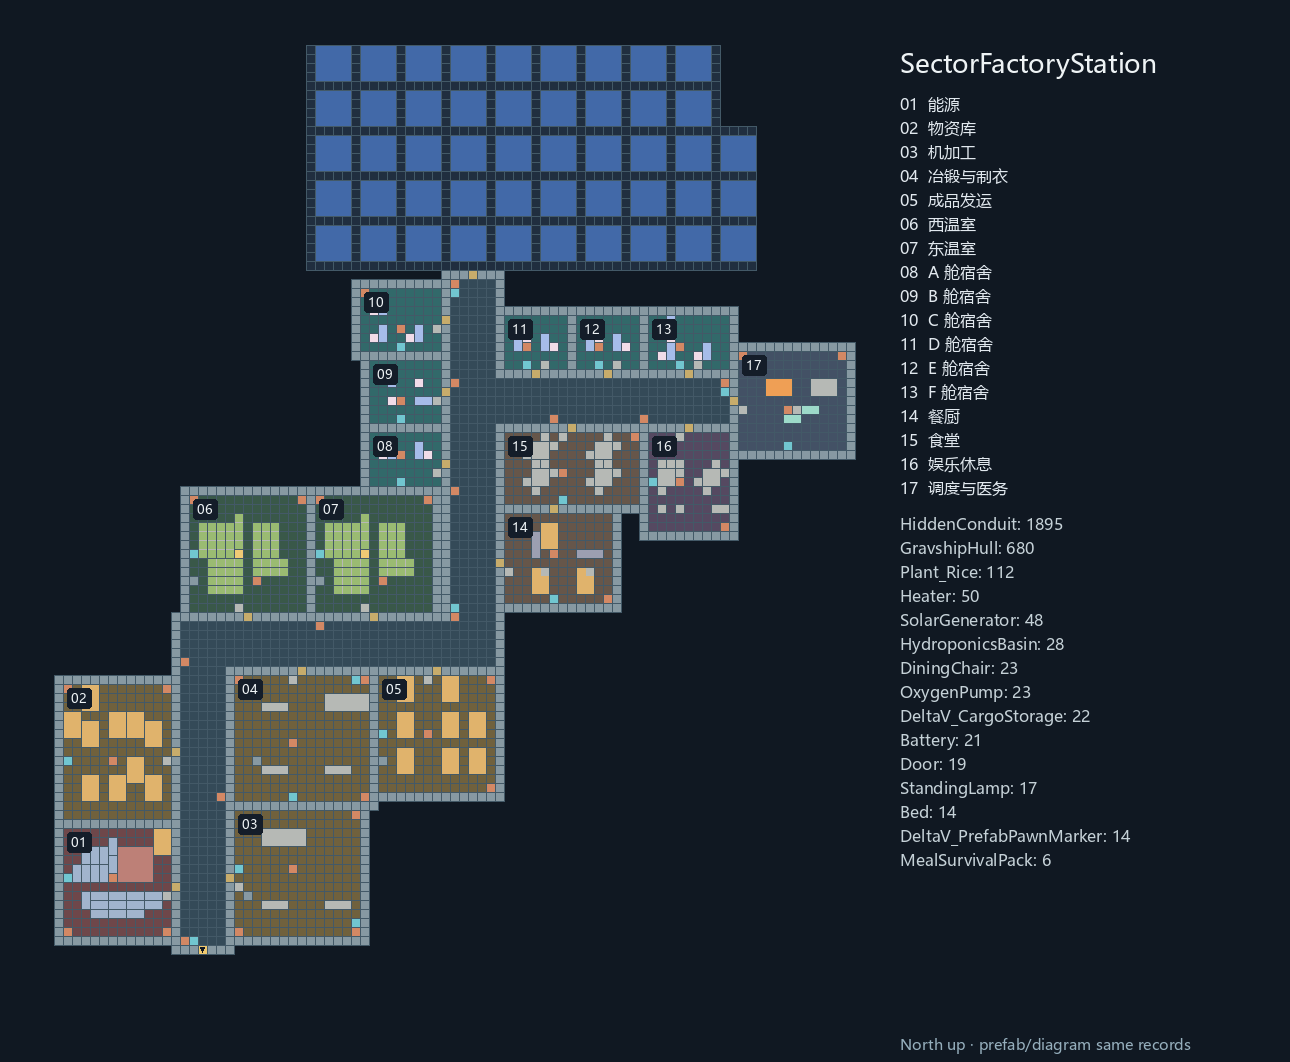 SectorFactoryStation
01 能源
02 物资库
03 机加工
04 冶锻与制衣
05 成品发运
06 西温室
07 东温室
08 A 舱宿舍
09 B 舱宿舍
10 C 舱宿舍
11 D 舱宿舍
12 E 舱宿舍
13 F 舱宿舍
14 餐厨
15 食堂
16 娱乐休息
17 调度与医务
HiddenConduit: 1895
GravshipHull: 680
Plant_Rice: 112
Heater: 50
SolarGenerator: 48
HydroponicsBasin: 28
DiningChair: 23
OxygenPump: 23
DeltaV_CargoStorage: 22
Battery: 21
Door: 19
StandingLamp: 17
Bed: 14
DeltaV_PrefabPawnMarker: 14
MealSurvivalPack: 6
10
11
12
13
17
09
08
15
16
06
07
14
02
04
05
01
03
North up · prefab/diagram same records